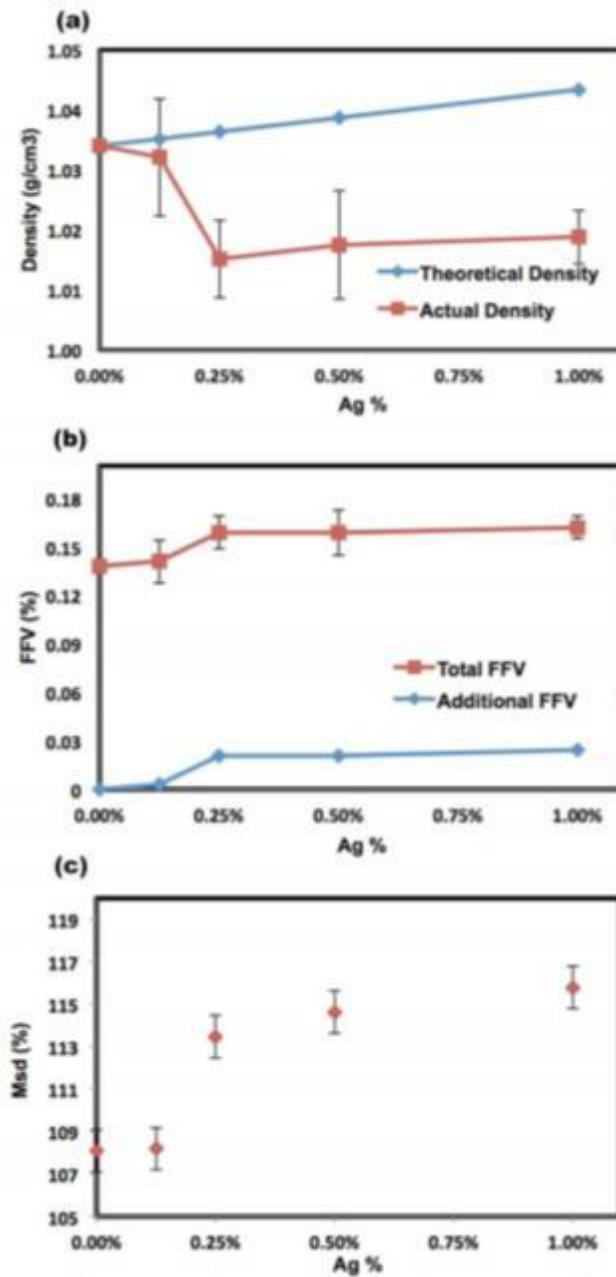 (a)
1.05
1.04
1.03
1.02
1.01
1.00
Density (g/cm3)
Theoretical Density
Actual Density
0.00% 0.25% 0.50% 0.75% 1.00%
Ag %
(b)
0.18
0.15
0.12
0.09
0.06
0.03
0
FFV (%)
Total FFV
Additional FFV
0.00% 0.25% 0.50% 0.75% 1.00%
Ag %
(c)
119
117
115
113
111
109
107
105
Msd (%)
0.00% 0.25% 0.50% 0.75% 1.00%
Ag %